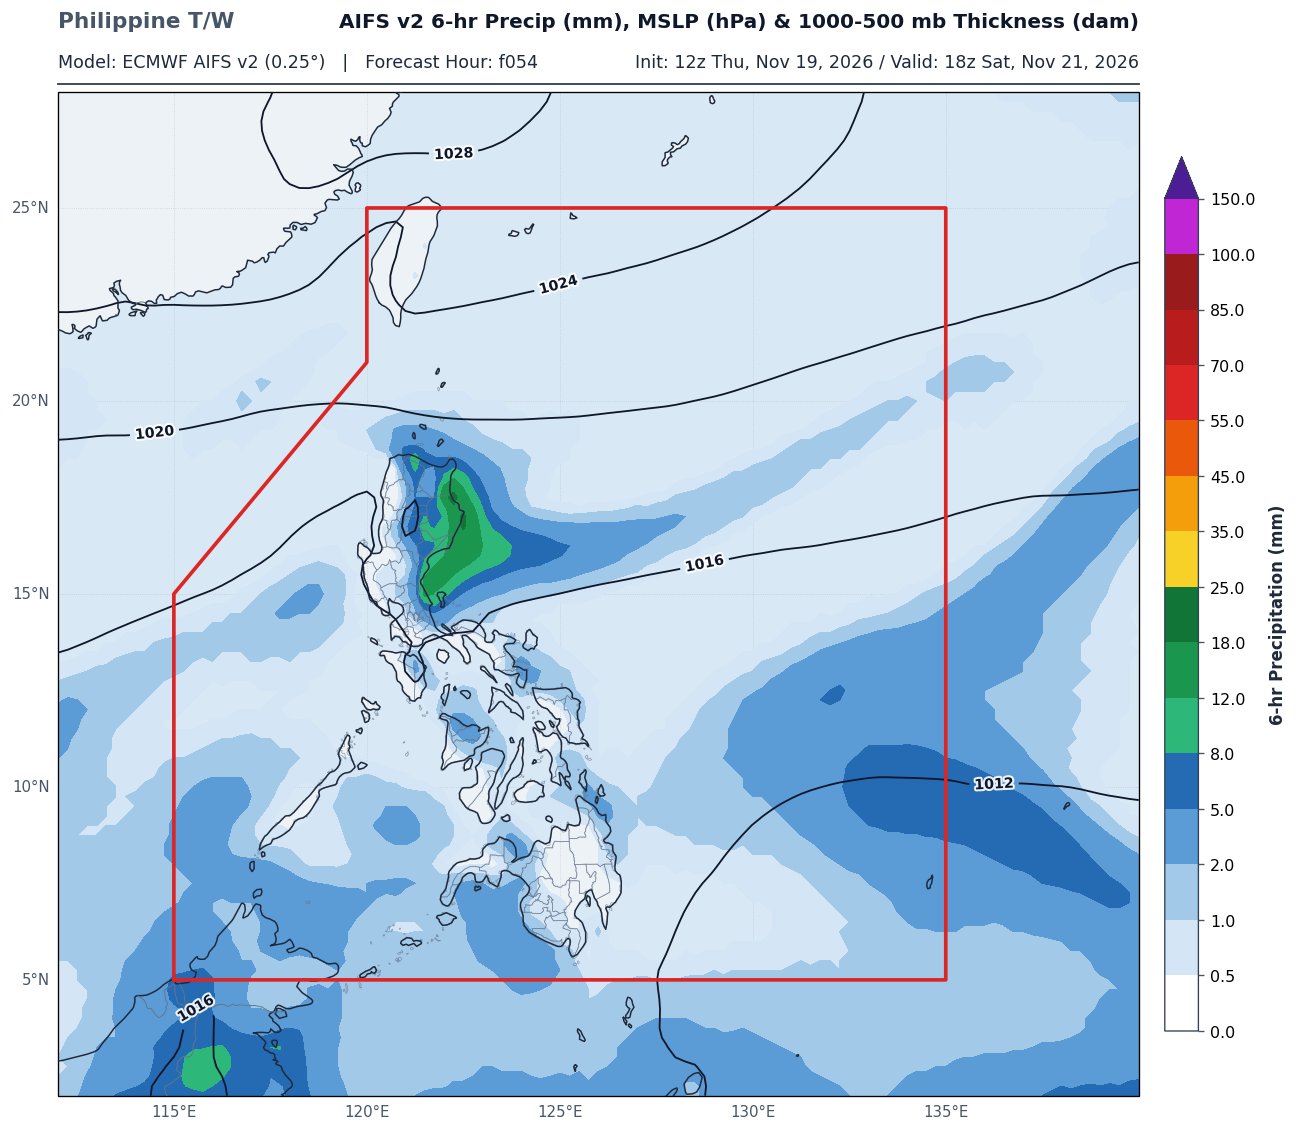 Philippine T/W
AIFS v2 6-hr Precip (mm), MSLP (hPa) & 1000-500 mb Thickness (dam)
Model: ECMWF AIFS v2 (0.25°) | Forecast Hour: f054
Init: 12z Thu, Nov 19, 2026 / Valid: 18z Sat, Nov 21, 2026
1028
1024
1020
1016
1012
1016
25°N
20°N
15°N
10°N
5°N
115°E
120°E
125°E
130°E
135°E
150.0
100.0
85.0
70.0
55.0
45.0
35.0
25.0
18.0
12.0
8.0
5.0
2.0
1.0
0.5
0.0
6-hr Precipitation (mm)